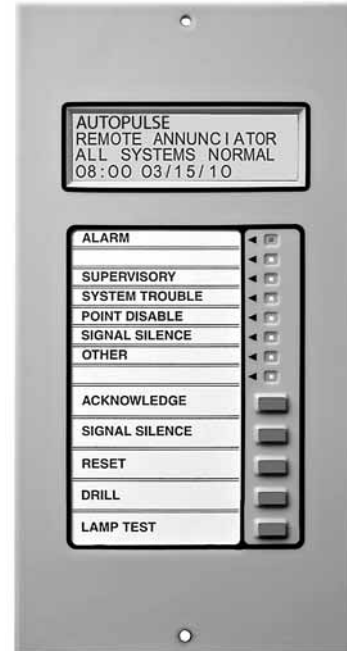 AUTOPULSE
REMOTE ANNUNCIATOR
ALL SYSTEMS NORMAL
08:00 03/15/10
ALARM
SUPERVISORY
SYSTEM TROUBLE
POINT DISABLE
SIGNAL SILENCE
OTHER
ACKNOWLEDGE
SIGNAL SILENCE
RESET
DRILL
LAMP TEST